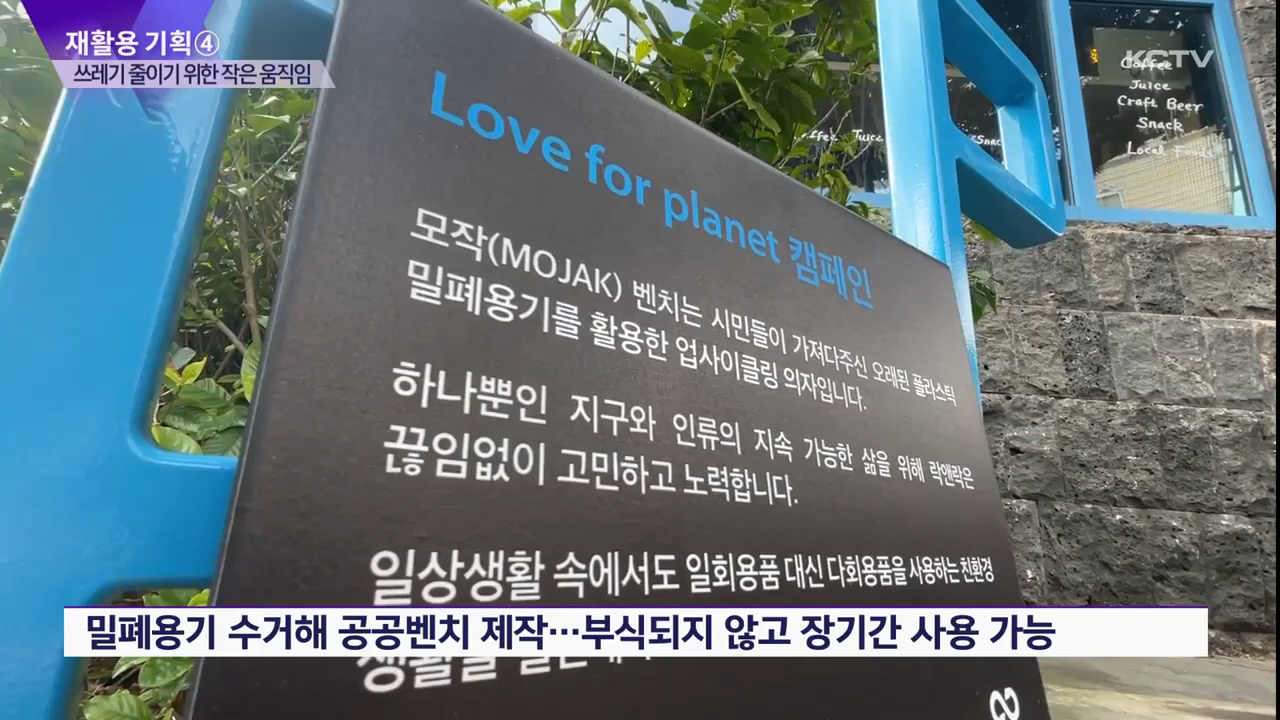 재활용 기획④
쓰레기 줄이기 위한 작은 움직임
KCTV
Coffee
Juice
Craft Beer
Snack
Local Food
Coffee Juice
Snac
Love for planet 캠페인
모작(MOJAK) 벤치는 시민들이 가져다주신 오래된 플라스틱
밀폐용기를 활용한 업사이클링 의자입니다.
하나뿐인 지구와 인류의 지속 가능한 삶을 위해 락앤락은
끊임없이 고민하고 노력합니다.
일상생활 속에서도 일회용품 대신 다회용품을 사용하는 친환경
밀폐용기 수거해 공공벤치 제작…부식되지 않고 장기간 사용 가능